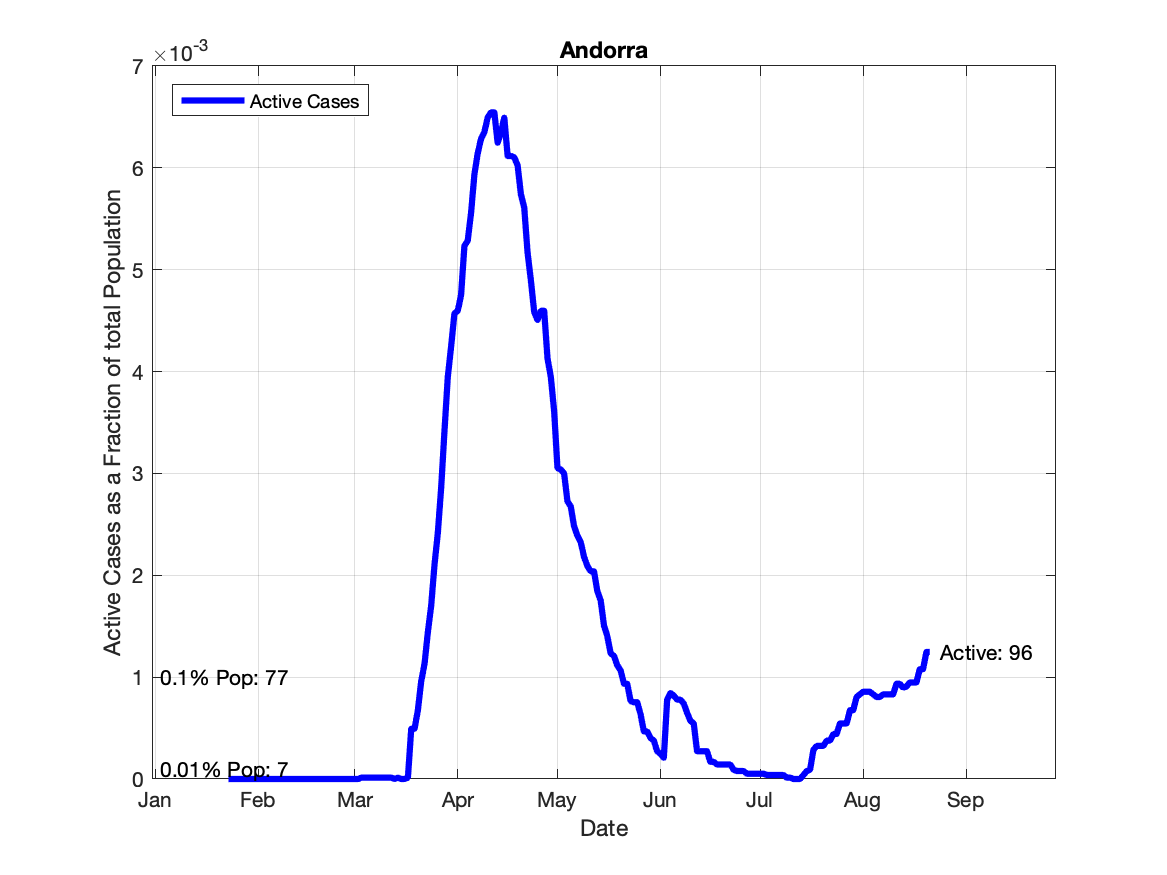 Andorra
×10-3
Active Cases
7
6
5
4
3
2
1
0
Active Cases as a Fraction of total Population
0.1% Pop: 77
0.01% Pop: 7
Active: 96
Jan Feb Mar Apr May Jun Jul Aug Sep
Date